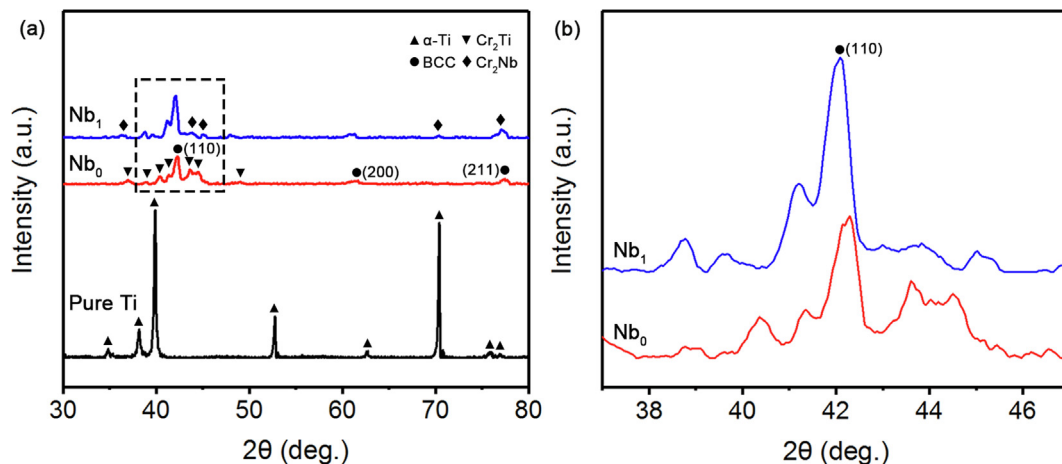 (a)
α-Ti Cr₂Ti
BCC Cr₂Nb
Nb₁
(110)
Nb₀
(200)
(211)
Pure Ti
Intensity (a.u.)
30 40 50 60 70 80
2θ (deg.)
(b)
(110)
Nb₁
Nb₀
Intensity (a.u.)
38 40 42 44 46
2θ (deg.)